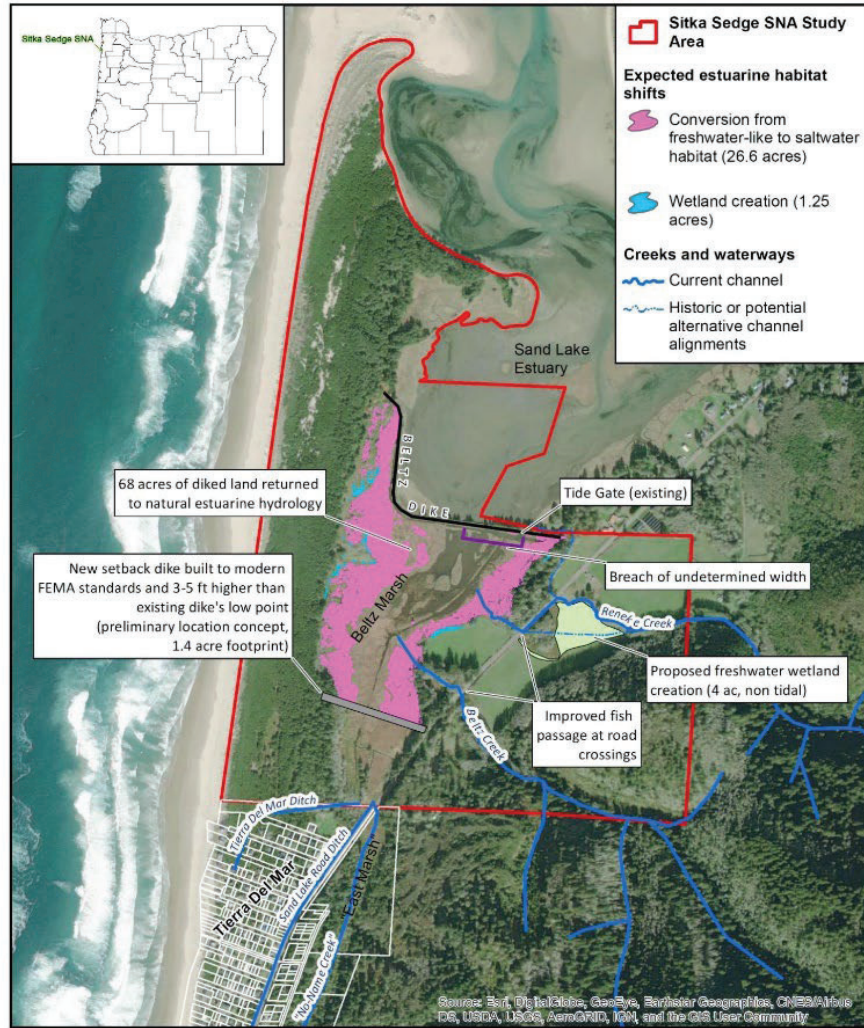 Sitka Sedge SNA
Sitka Sedge SNA Study
Area
Expected estuarine habitat
shifts
Conversion from
freshwater-like to saltwater
habitat (26.6 acres)
Wetland creation (1.25
acres)
Creeks and waterways
Current channel
Historic or potential
alternative channel
alignments
Sand Lake
Estuary
BELTZ
DIKE
68 acres of diked land returned
to natural estuarine hydrology
Tide Gate (existing)
New setback dike built to modern
FEMA standards and 3-5 ft higher than
existing dike's low point
(preliminary location concept,
1.4 acre footprint)
Breach of undetermined width
Beltz Marsh
Reneke Creek
Proposed freshwater wetland
creation (4 ac, non tidal)
Improved fish
passage at road
crossings
Beltz Creek
Tierra Del Mar Ditch
Tierra Del Mar
Sand Lake Road Ditch
East Marsh
"No-Name Creek"
Source: Esri, DigitalGlobe, GeoEye, Earthstar Geographics, CNES/Airbus
DS, USDA, USGS, AeroGRID, IGN, and the GIS User Community